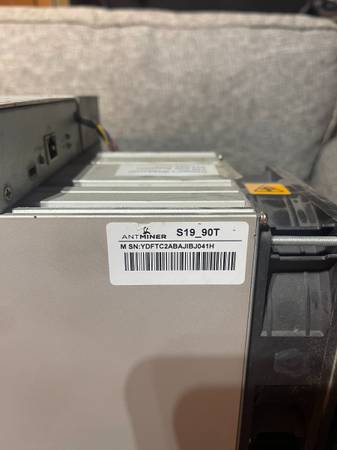 ANTMINER S19_90T
M SN:YDFTC2ABAJIBJ041H